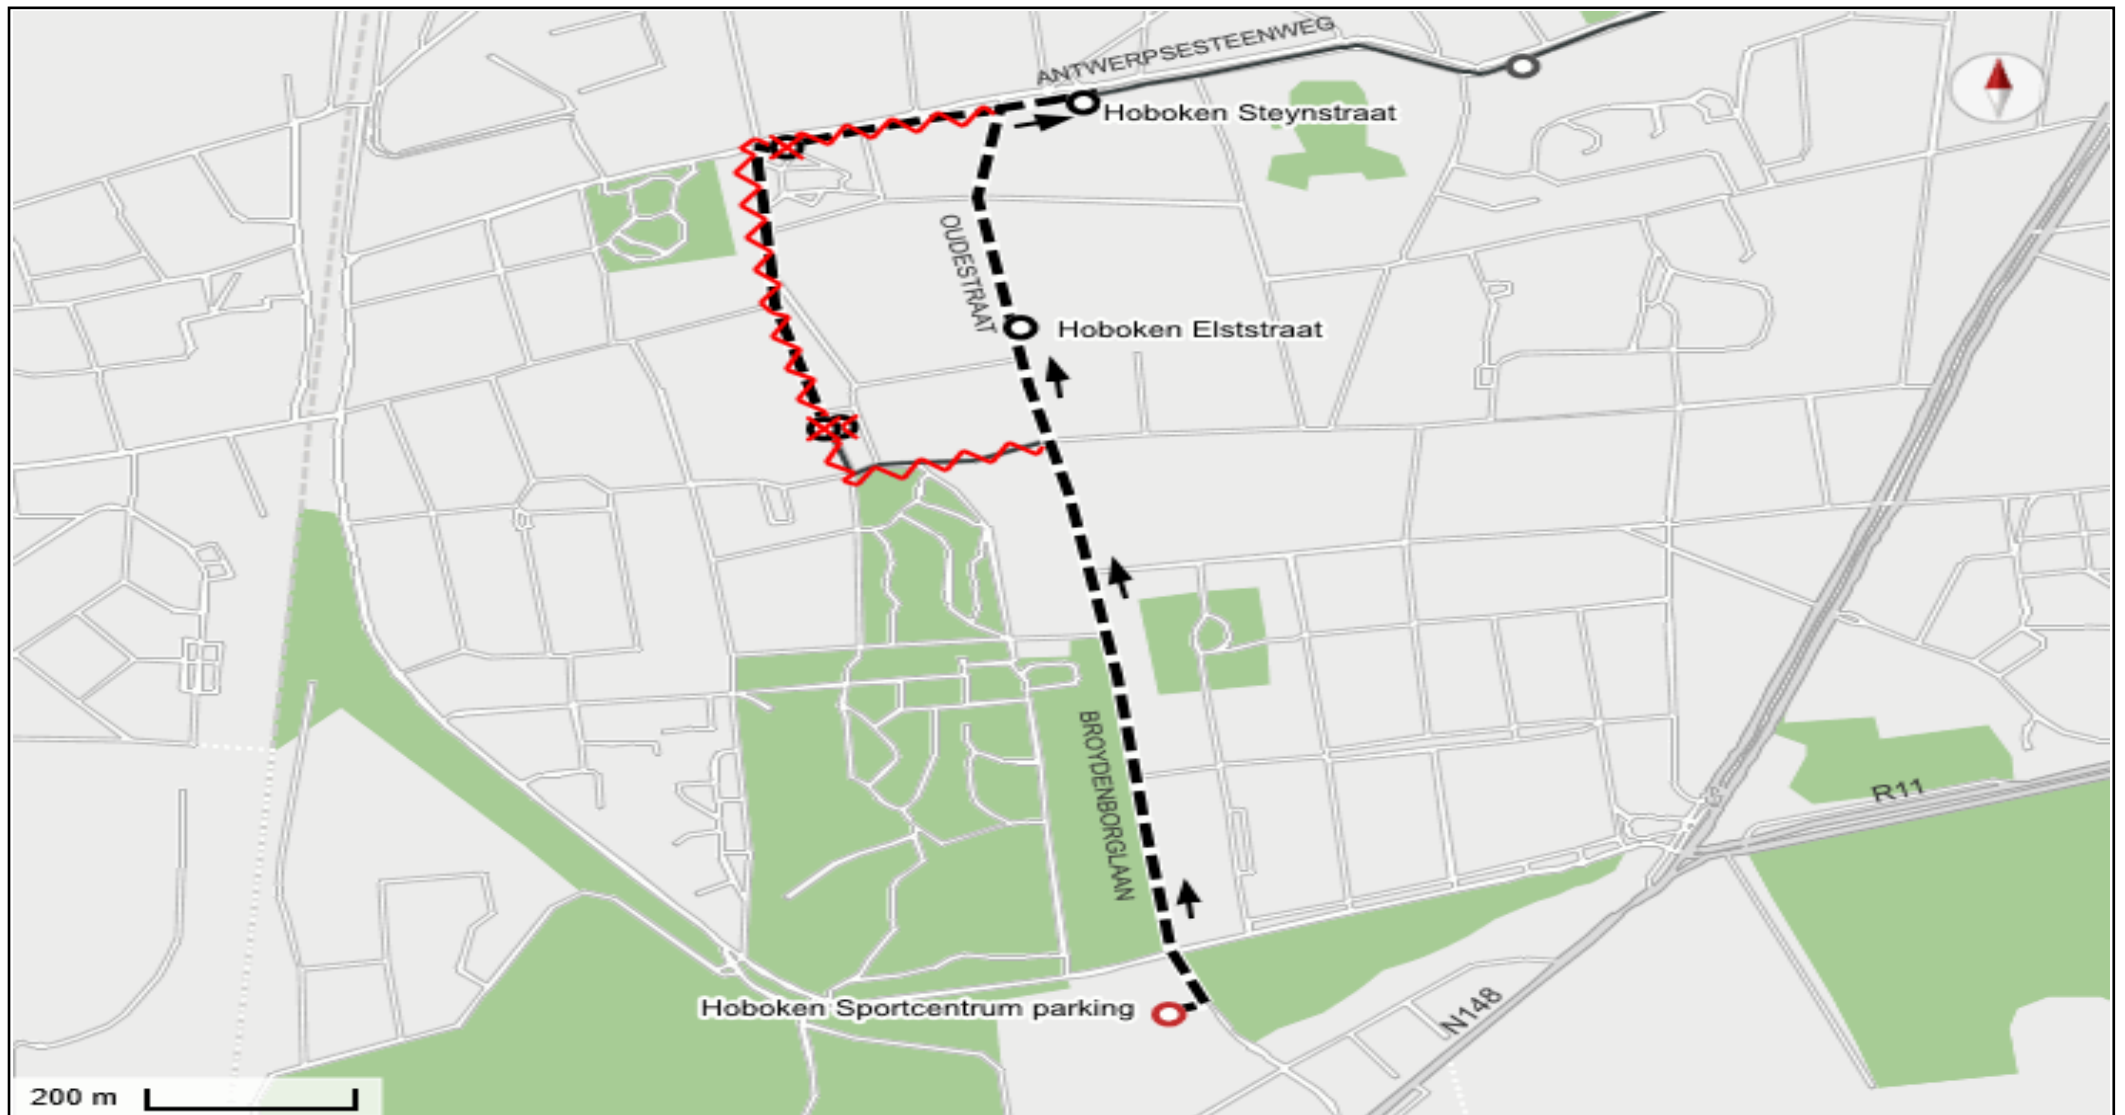 ANTWERPSESTEENWEG
Hoboken Steynstraat
OUDESTRAAT
Hoboken Elststraat
BROYDENBORGLAAN
R11
Hoboken Sportcentrum parking
N148
200 m